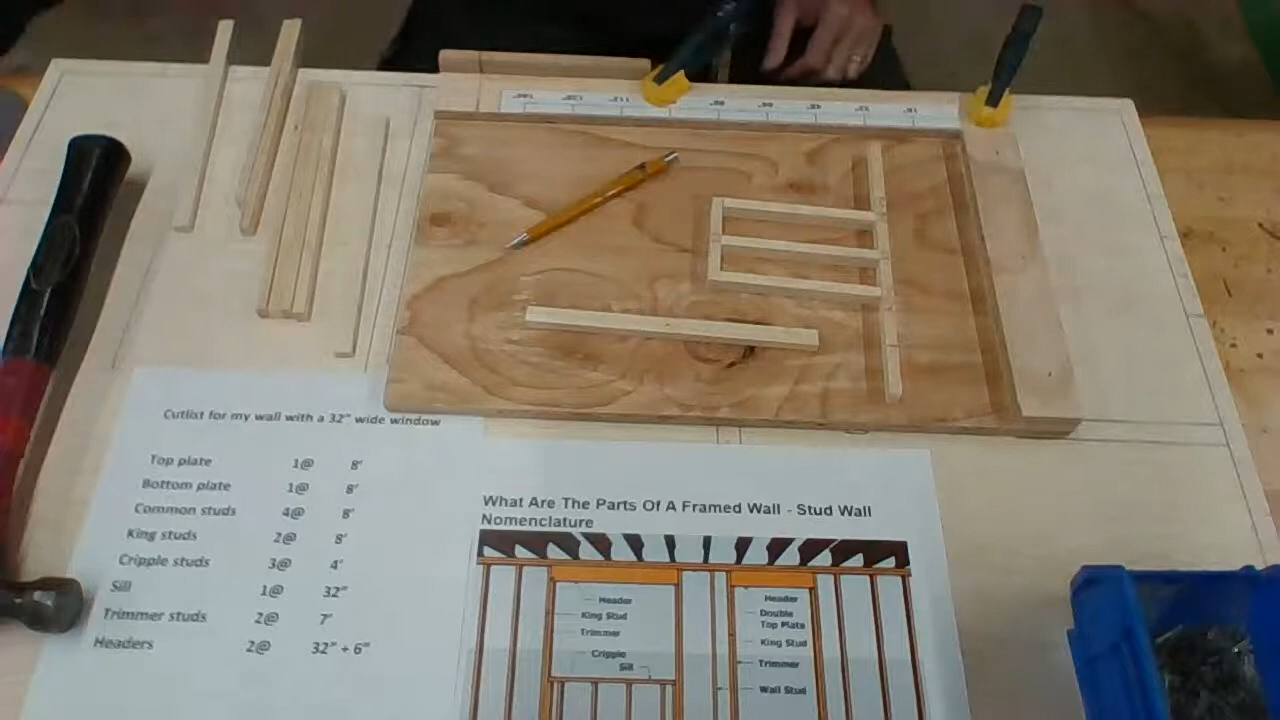 Cutlist for my wall with a 32" wide window
Top plate 1@ 8'
Bottom plate 1@ 8'
Common studs 4@ 8'
King studs 2@ 8'
Cripple studs 3@ 4'
Sill 1@ 32"
Trimmer studs 2@ 7'
Headers 2@ 32" + 6"
What Are The Parts Of A Framed Wall - Stud Wall
Nomenclature
Header
King Stud
Trimmer
Cripple
Sill
Header
Double
Top Plate
King Stud
Trimmer
Wall Stud